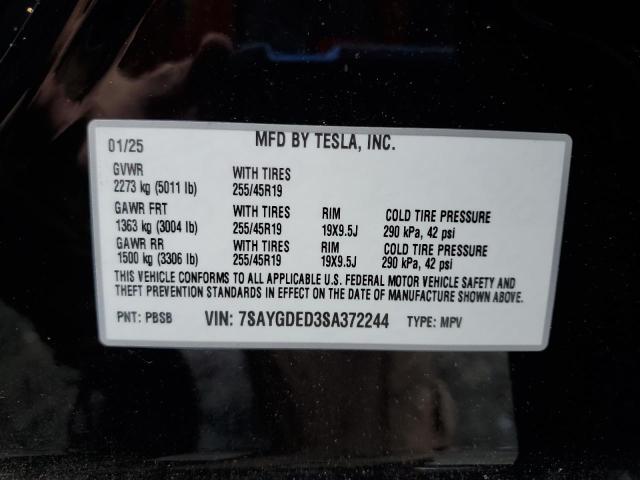 01/25 MFD BY TESLA, INC.
GVWR WITH TIRES
2273 kg (5011 lb) 255/45R19
GAWR FRT WITH TIRES RIM COLD TIRE PRESSURE
1363 kg (3004 lb) 255/45R19 19X9.5J 290 kPa, 42 psi
GAWR RR WITH TIRES RIM COLD TIRE PRESSURE
1500 kg (3306 lb) 255/45R19 19X9.5J 290 kPa, 42 psi
THIS VEHICLE CONFORMS TO ALL APPLICABLE U.S. FEDERAL MOTOR VEHICLE SAFETY AND
THEFT PREVENTION STANDARDS IN EFFECT ON THE DATE OF MANUFACTURE SHOWN ABOVE.
PNT: PBSB VIN: 7SAYGDED3SA372244 TYPE: MPV